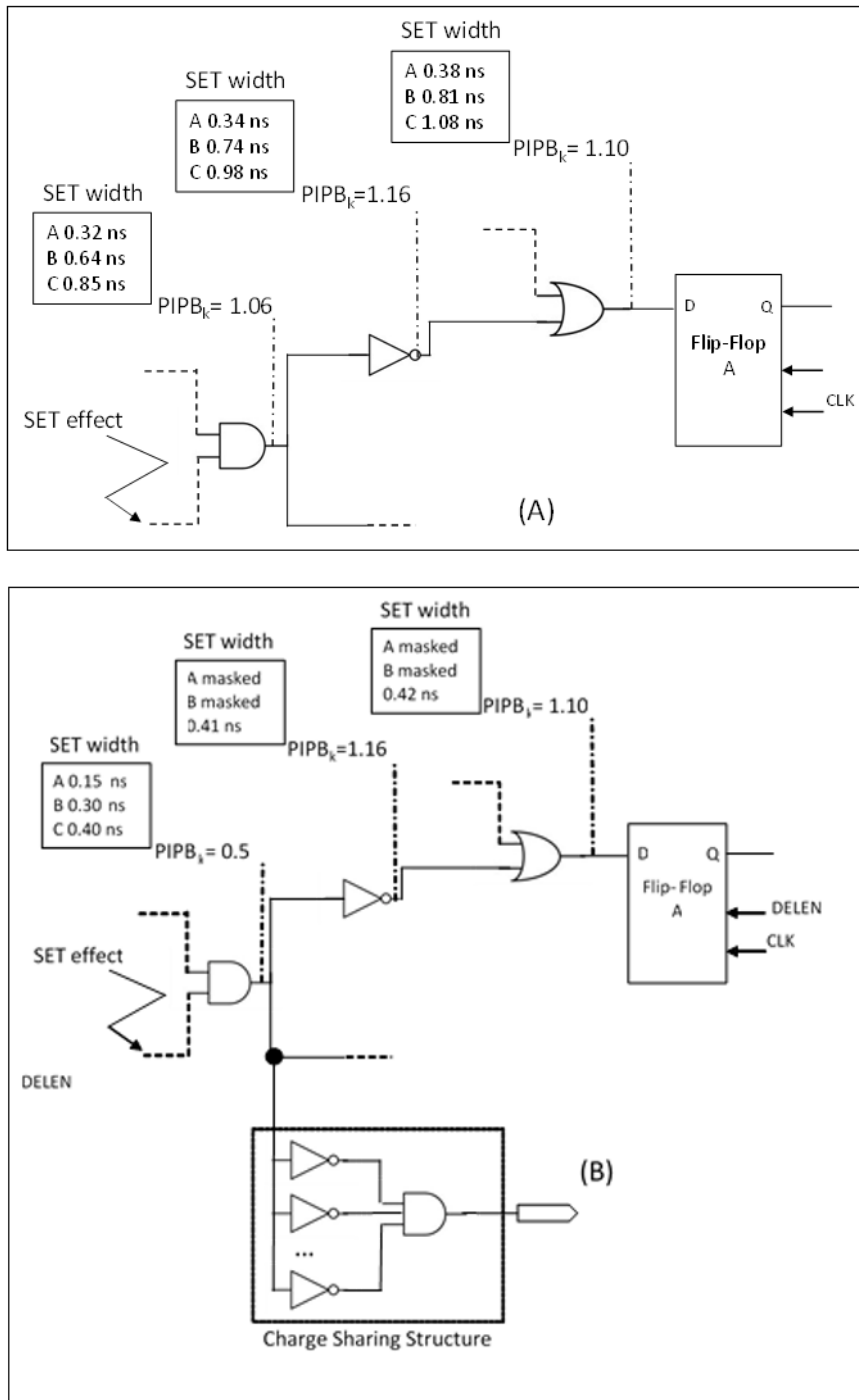 SET width
A 0.38 ns
B 0.81 ns
C 1.08 ns
SET width
A 0.34 ns
B 0.74 ns
C 0.98 ns
PIPBk= 1.10
SET width
A 0.32 ns
B 0.64 ns
C 0.85 ns
PIPBk=1.16
PIPBk= 1.06
D Q
Flip-Flop
A
CLK
SET effect
(A)
SET width
A masked
B masked
0.42 ns
SET width
A masked
B masked
0.41 ns
PIPBk= 1.10
SET width
A 0.15 ns
B 0.30 ns
C 0.40 ns
PIPBk=1.16
PIPBk= 0.5
D Q
Flip-Flop
A
DELEN
CLK
SET effect
DELEN
(B)
...
Charge Sharing Structure